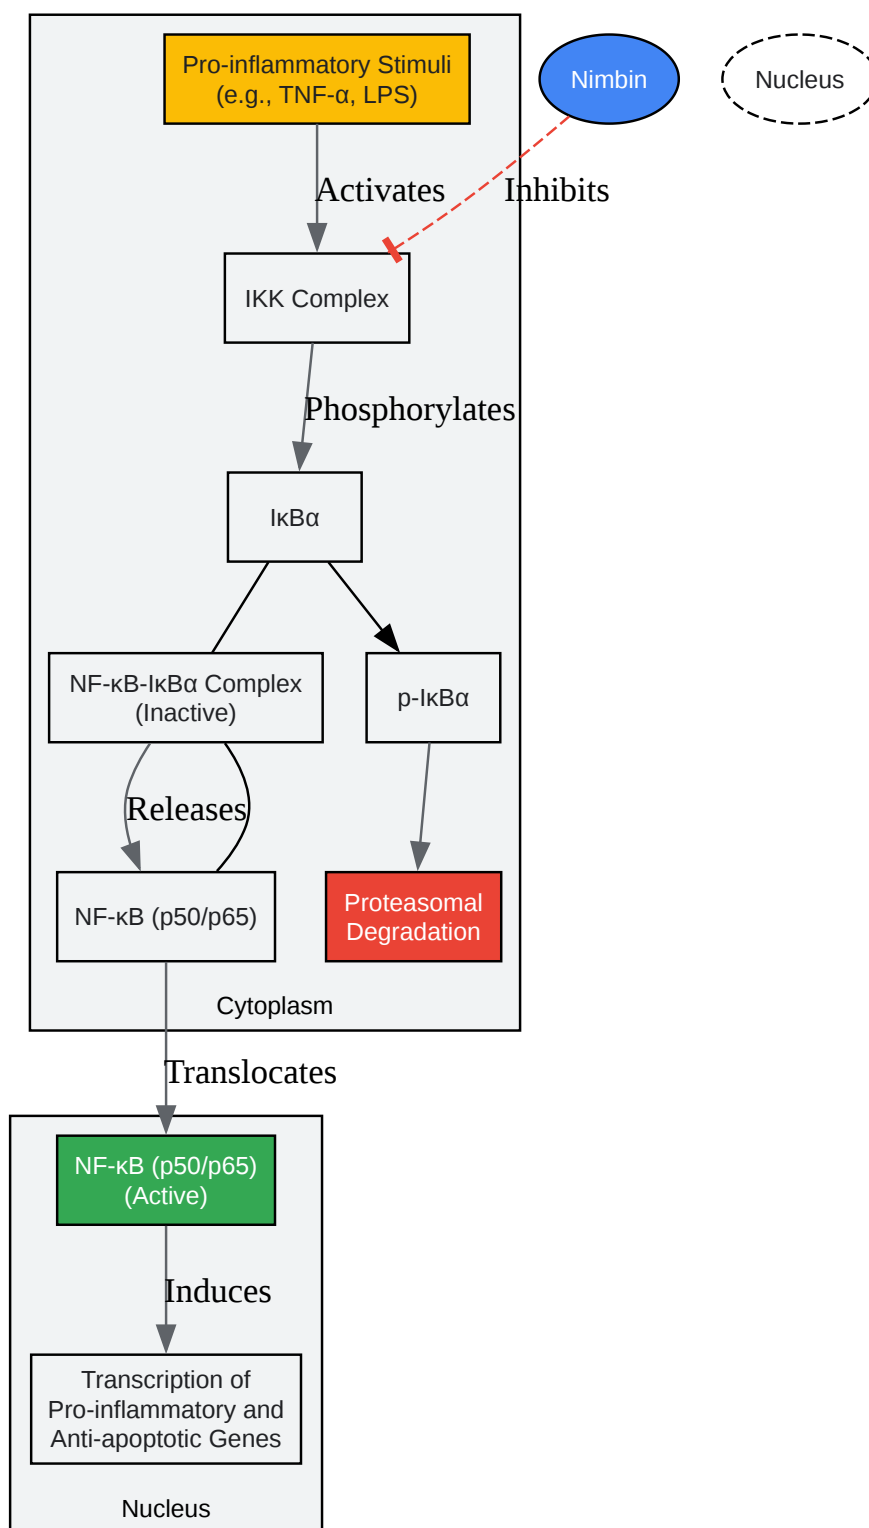 Pro-inflammatory Stimuli
(e.g., TNF-α, LPS)
Nimbin
Nucleus
Activates
Inhibits
IKK Complex
Phosphorylates
IκBα
NF-κB-IκBα Complex
(Inactive)
p-IκBα
Releases
NF-κB (p50/p65)
Proteasomal
Degradation
Cytoplasm
Translocates
NF-κB (p50/p65)
(Active)
Induces
Transcription of
Pro-inflammatory and
Anti-apoptotic Genes
Nucleus